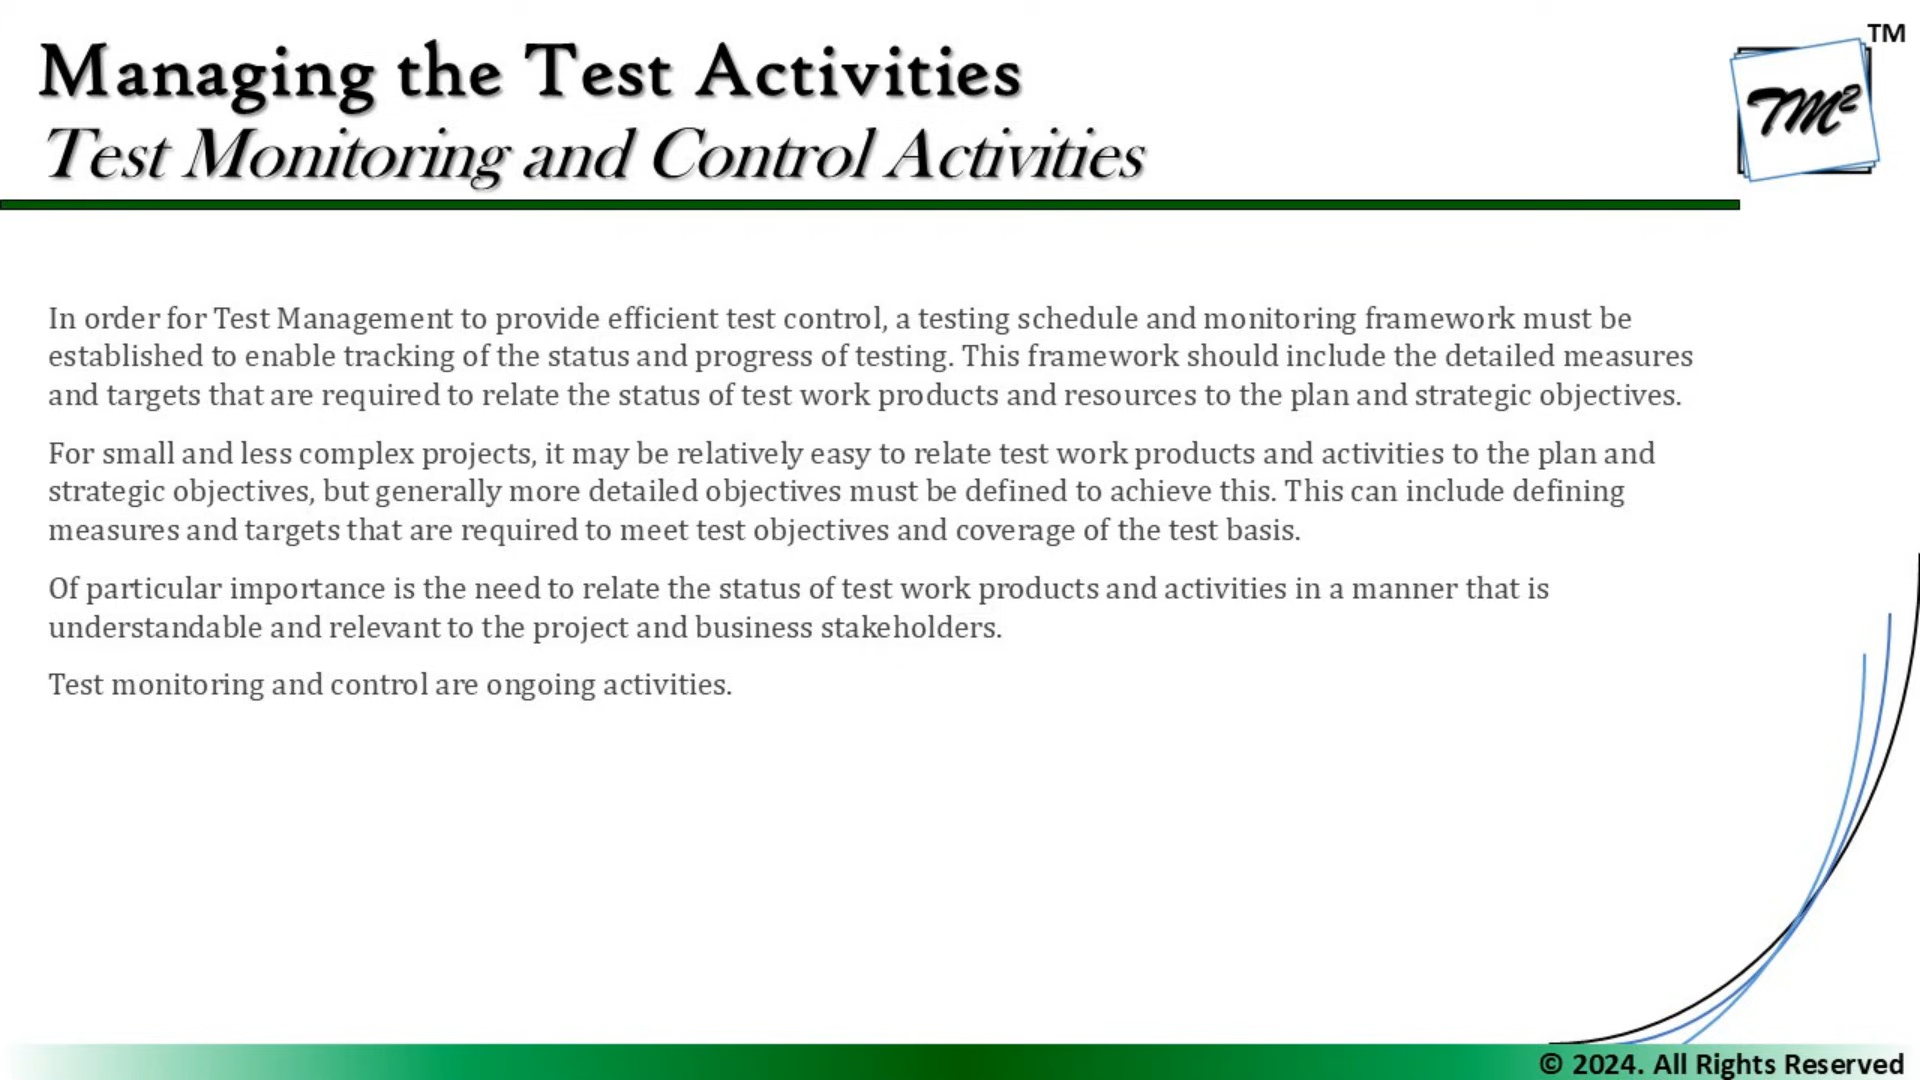 Managing the Test Activities
Test Monitoring and Control Activities
TM
TM²
In order for Test Management to provide efficient test control, a testing schedule and monitoring framework must be
established to enable tracking of the status and progress of testing. This framework should include the detailed measures
and targets that are required to relate the status of test work products and resources to the plan and strategic objectives.
For small and less complex projects, it may be relatively easy to relate test work products and activities to the plan and
strategic objectives, but generally more detailed objectives must be defined to achieve this. This can include defining
measures and targets that are required to meet test objectives and coverage of the test basis.
Of particular importance is the need to relate the status of test work products and activities in a manner that is
understandable and relevant to the project and business stakeholders.
Test monitoring and control are ongoing activities.
© 2024. All Rights Reserved